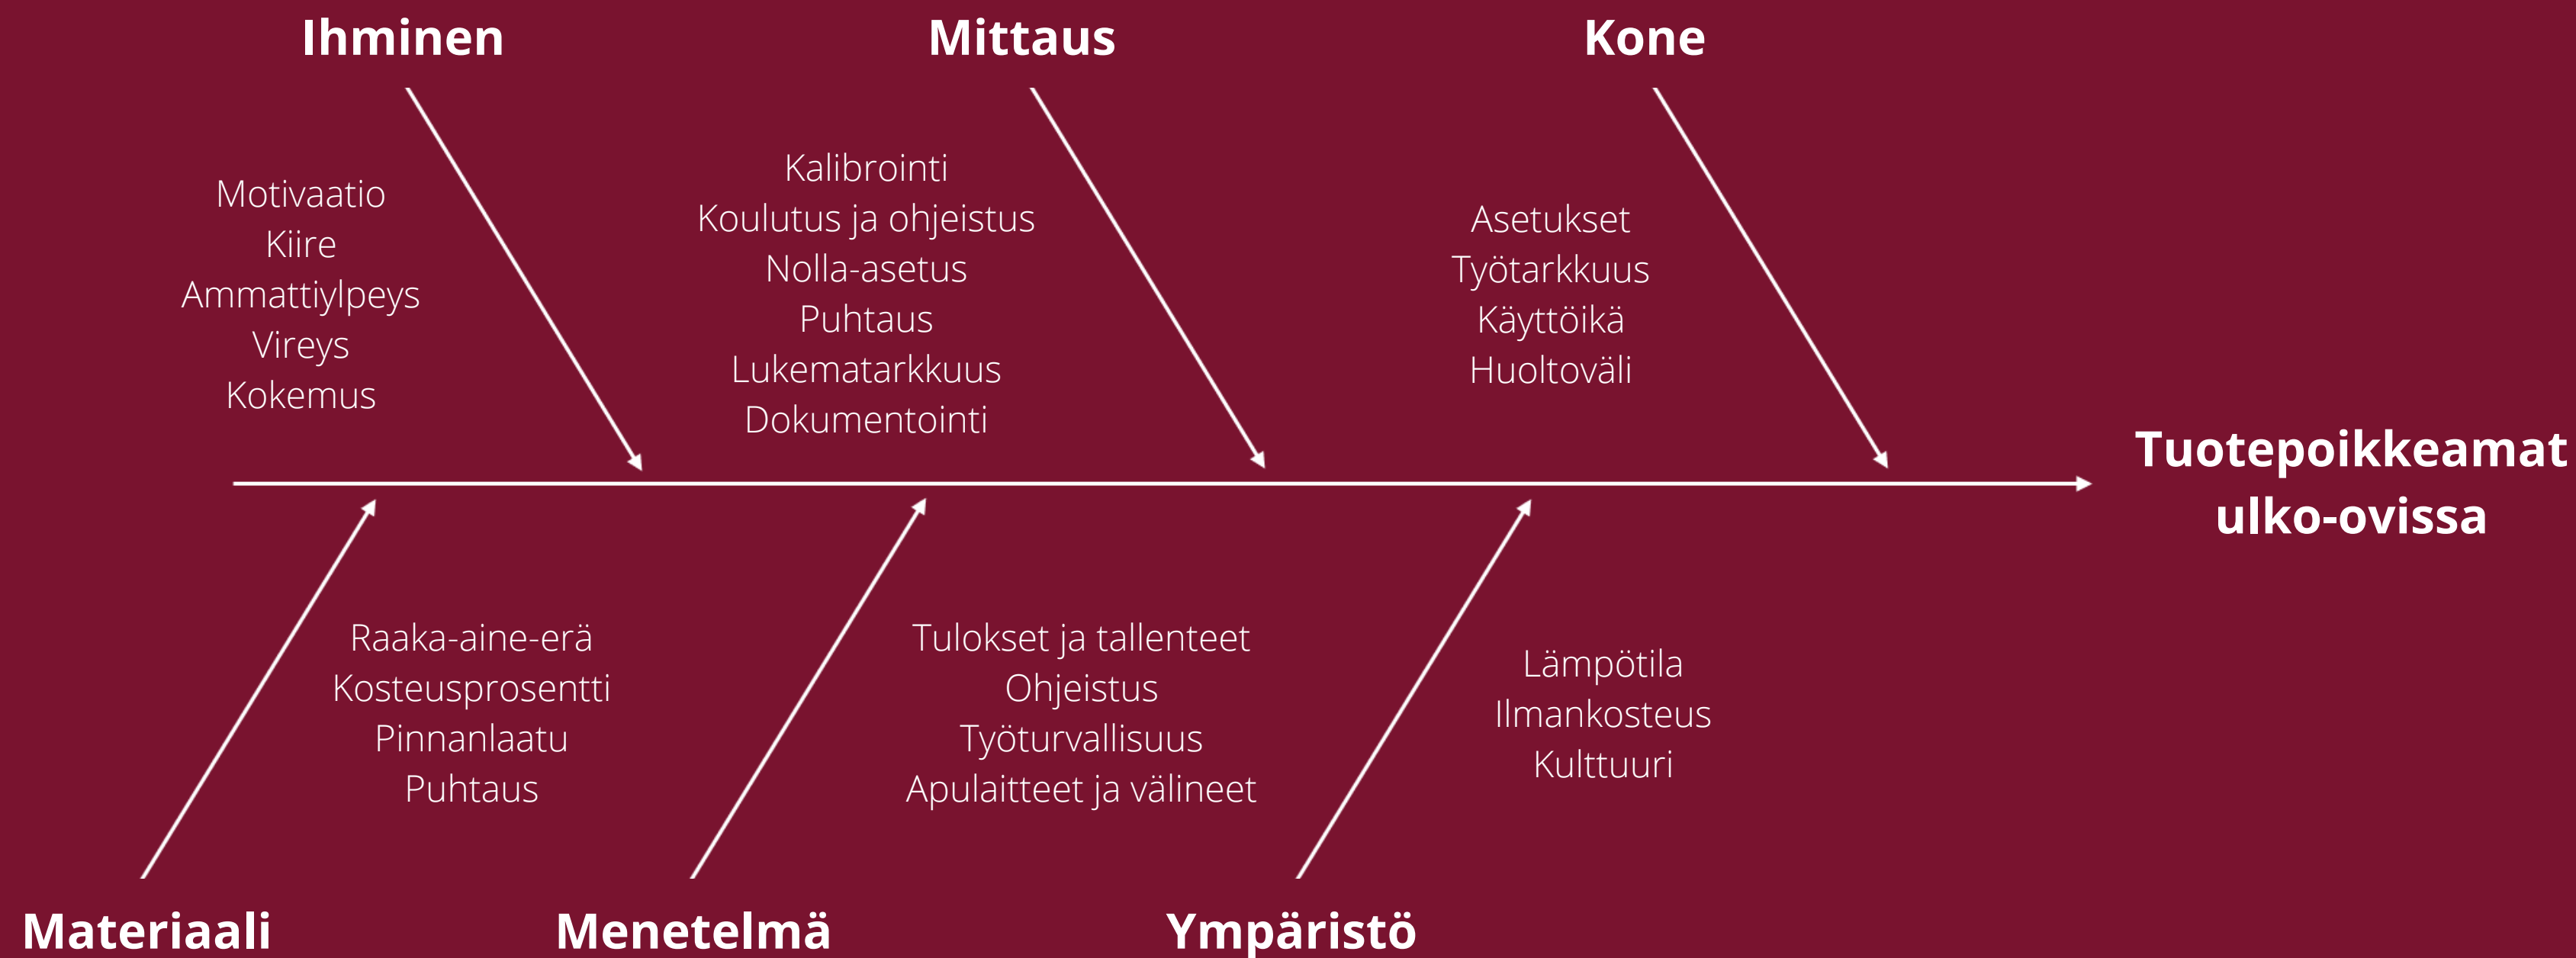 Ihminen
Mittaus
Kone
Motivaatio
Kiire
Ammattiylpeys
Vireys
Kokemus
Kalibrointi
Koulutus ja ohjeistus
Nolla-asetus
Puhtaus
Lukematarkkuus
Dokumentointi
Asetukset
Työtarkkuus
Käyttöikä
Huoltoväli
Tuotepoikkeamat
ulko-ovissa
Raaka-aine-erä
Kosteusprosentti
Pinnanlaatu
Puhtaus
Tulokset ja tallenteet
Ohjeistus
Työturvallisuus
Apulaitteet ja välineet
Lämpötila
Ilmankosteus
Kulttuuri
Materiaali
Menetelmä
Ympäristö